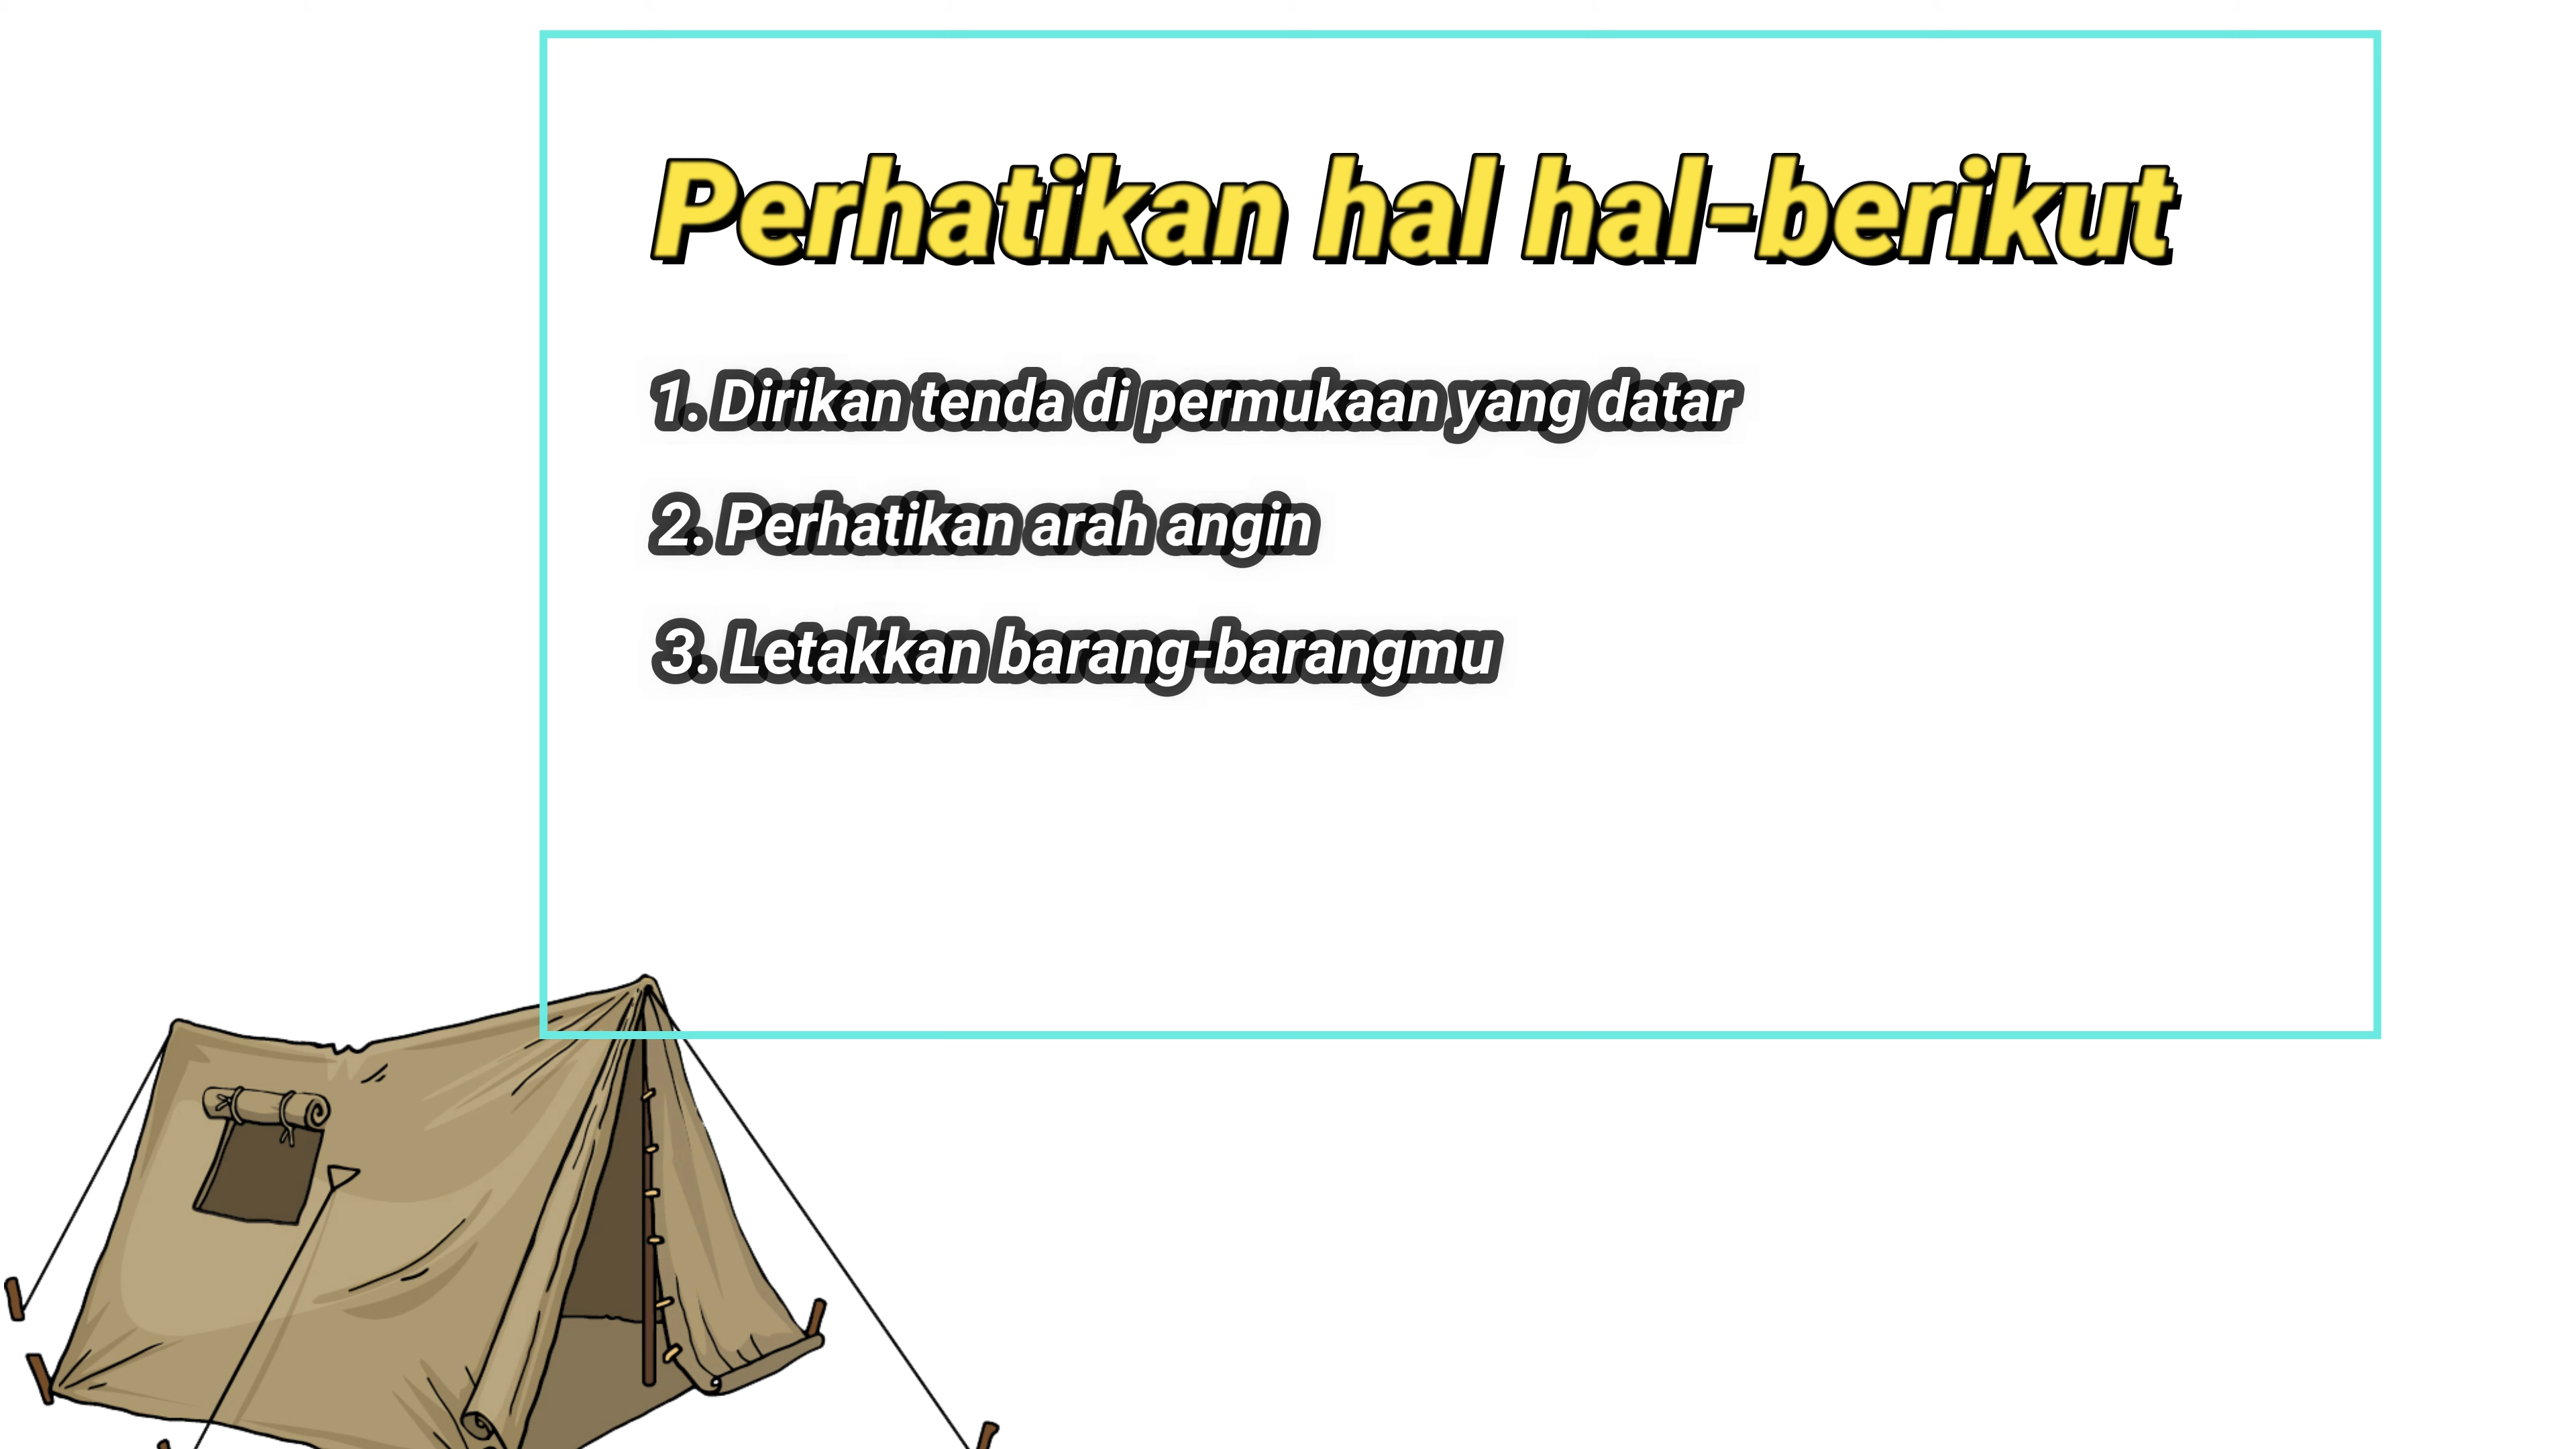 Perhatikan hal hal-berikut
1. Dirikan tenda di permukaan yang datar
2. Perhatikan arah angin
3. Letakkan barang-barangmu